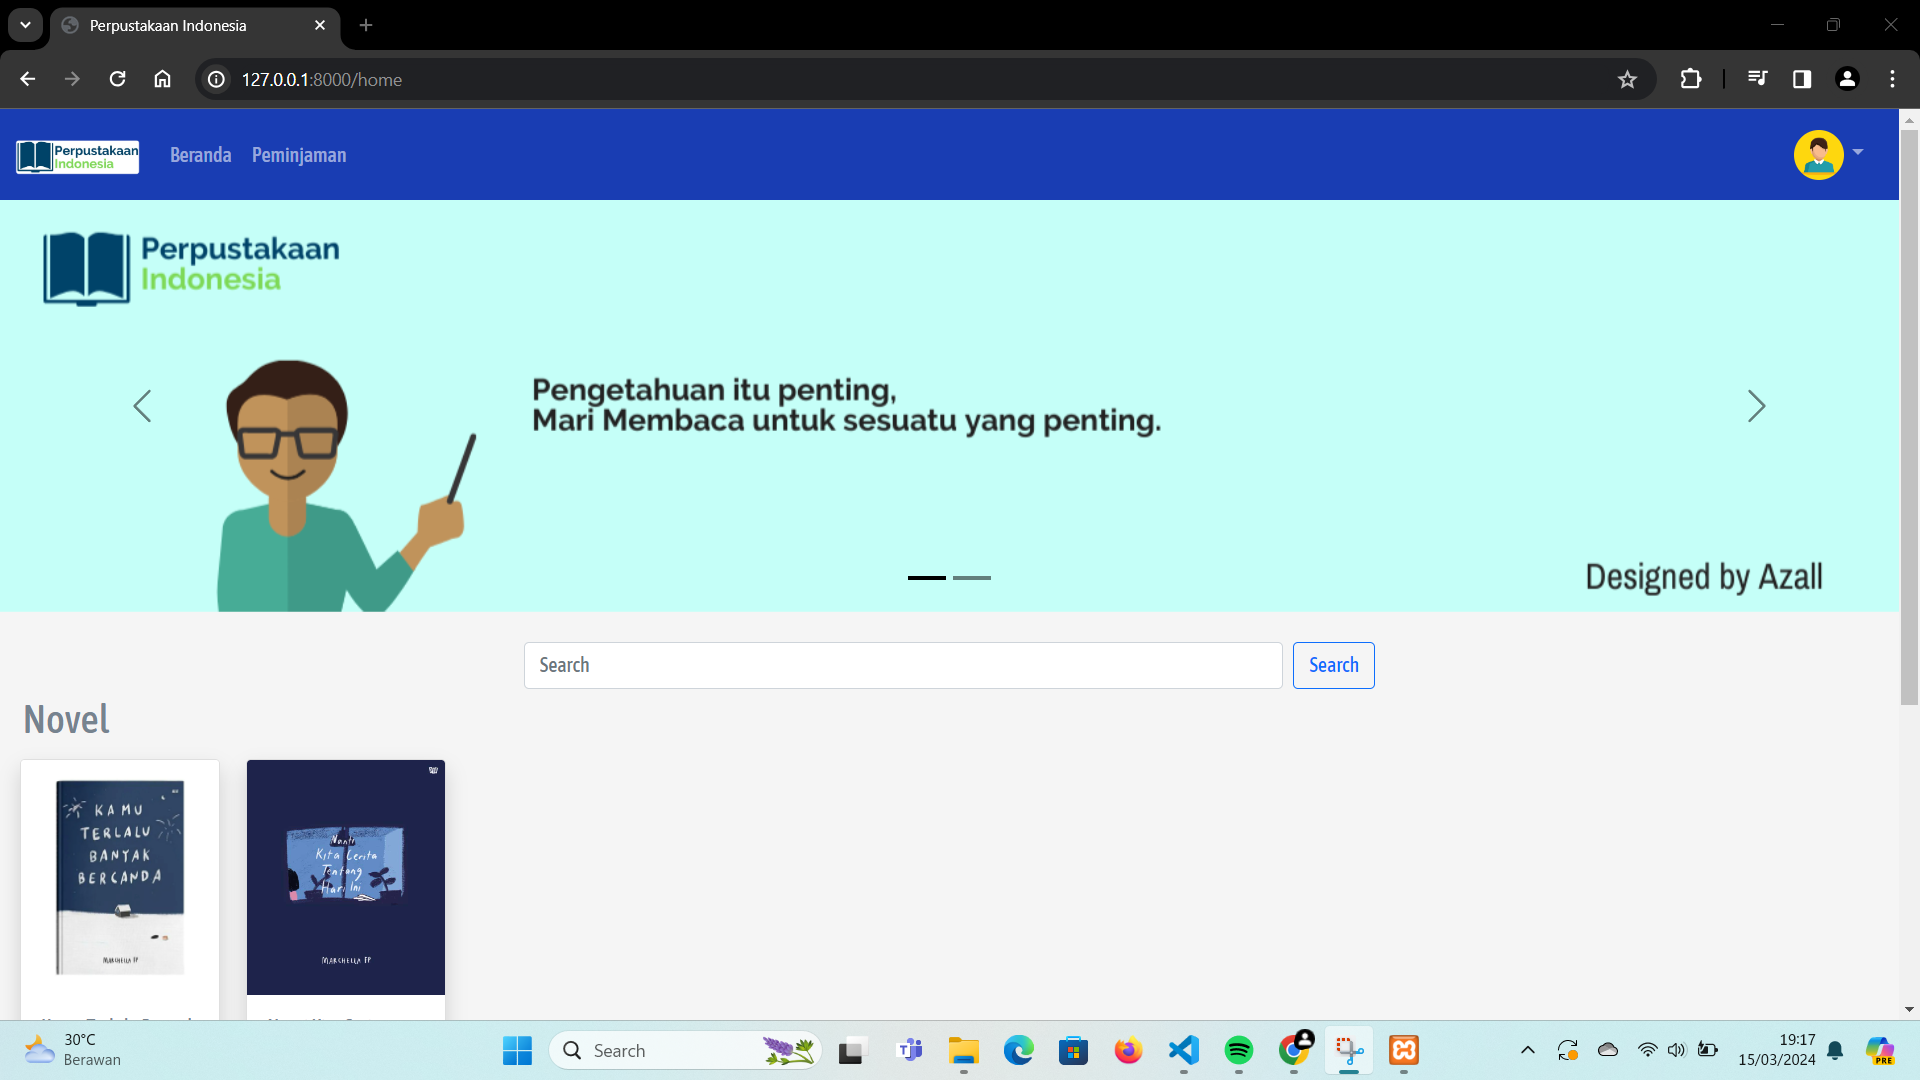 Perpustakaan Indonesia
127.0.0.1:8000/home
Perpustakaan
Indonesia
Beranda
Peminjaman
Perpustakaan
Indonesia
Pengetahuan itu penting,
Mari Membaca untuk sesuatu yang penting.
Designed by Azall
Search
Search
Novel
KAMU
TERLALU
BANYAK
BERCANDA
MARCHELLA FP
Nanti
Kita Cerita
Tentang
Hari Ini
MARCHELLA FP
30°C
Berawan
Search
19:17
15/03/2024
PRE